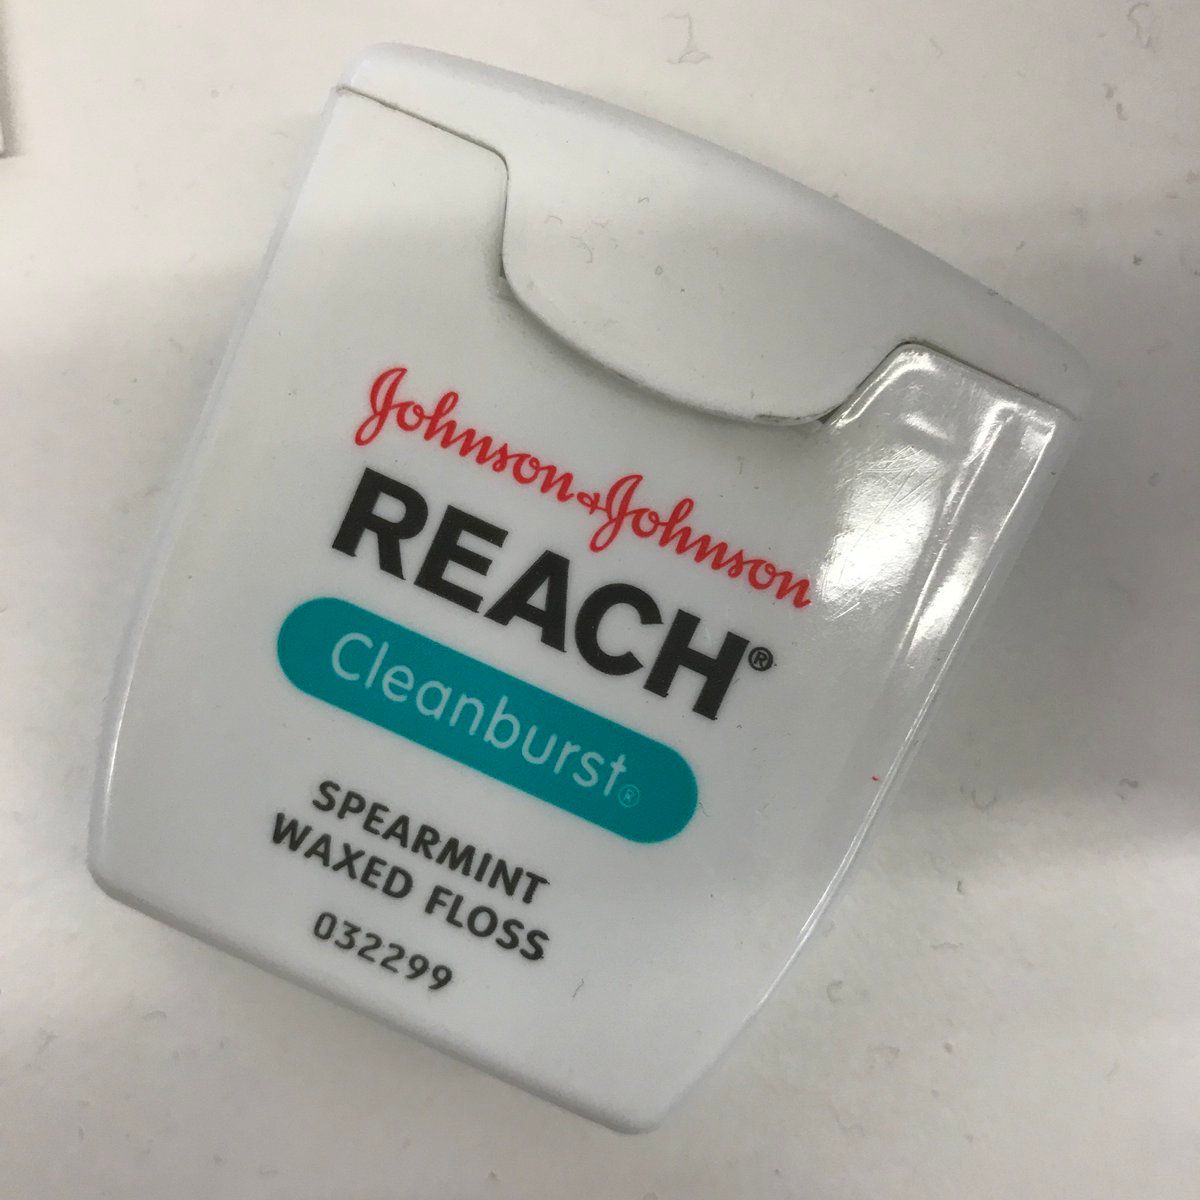 Johnson & Johnson
REACH®
Cleanburst®
SPEARMINT
WAXED FLOSS
032299